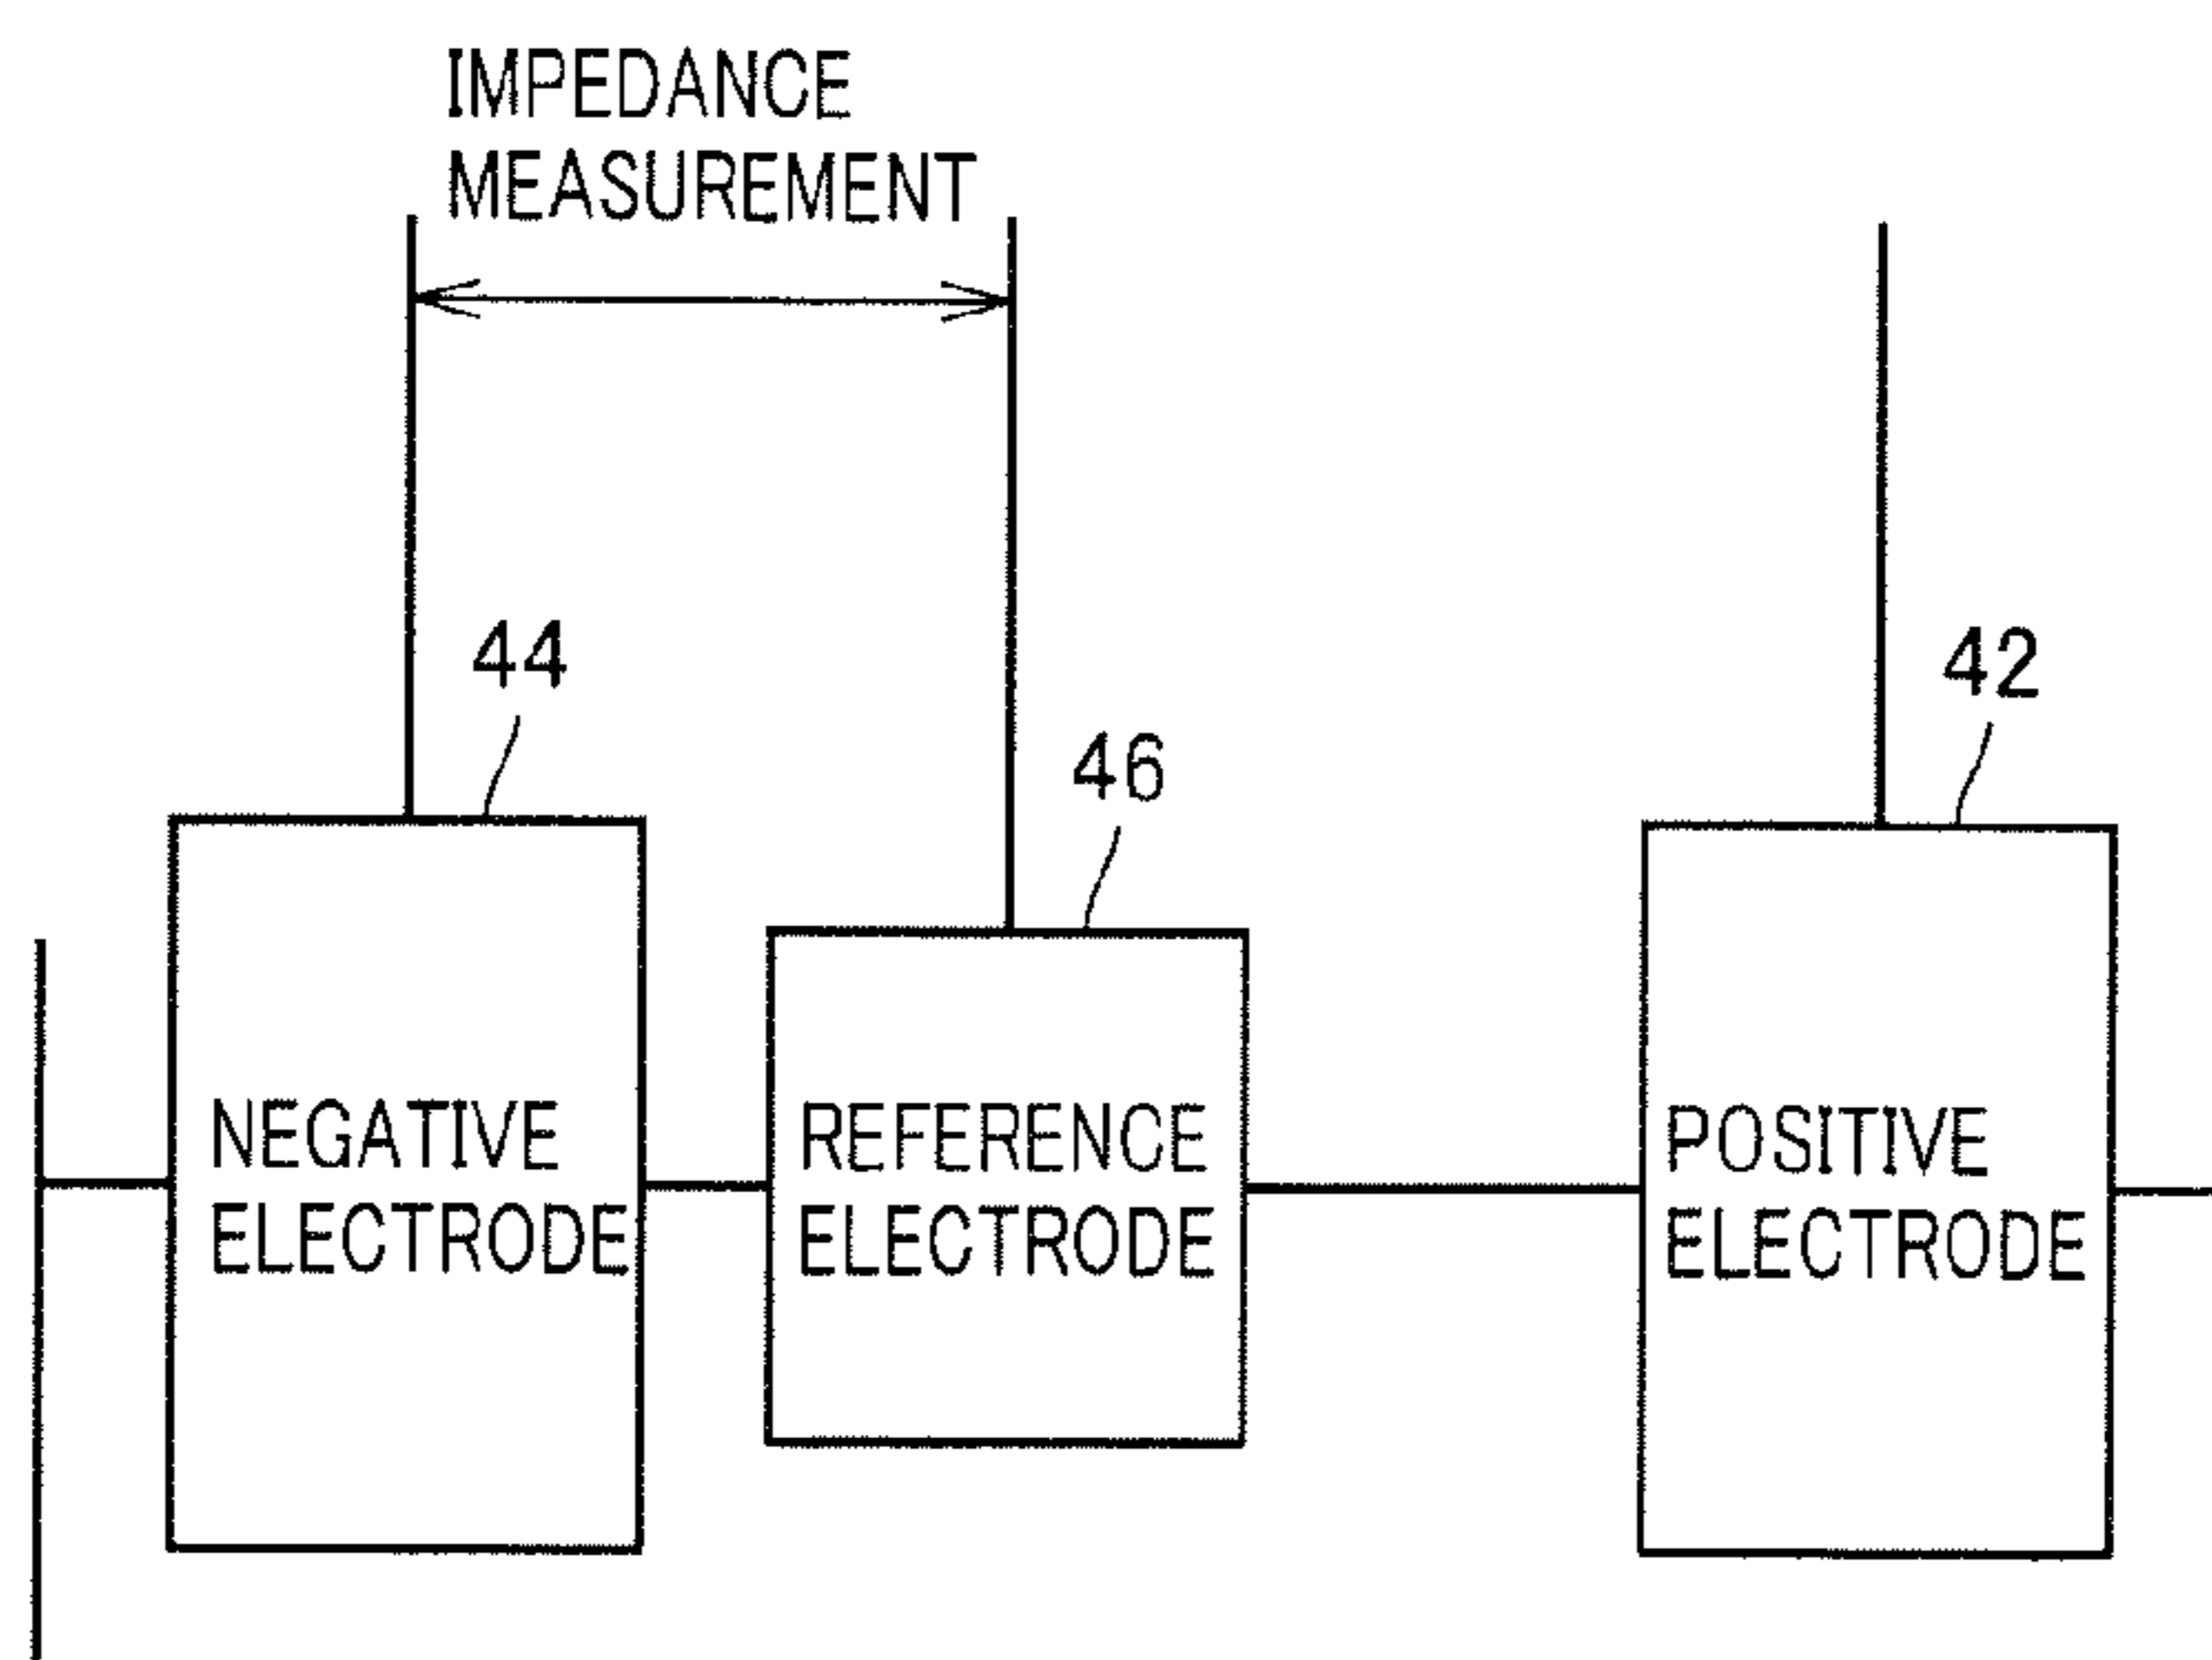 IMPEDANCE
MEASUREMENT
44
46
42
NEGATIVE
ELECTRODE
REFERENCE
ELECTRODE
POSITIVE
ELECTRODE